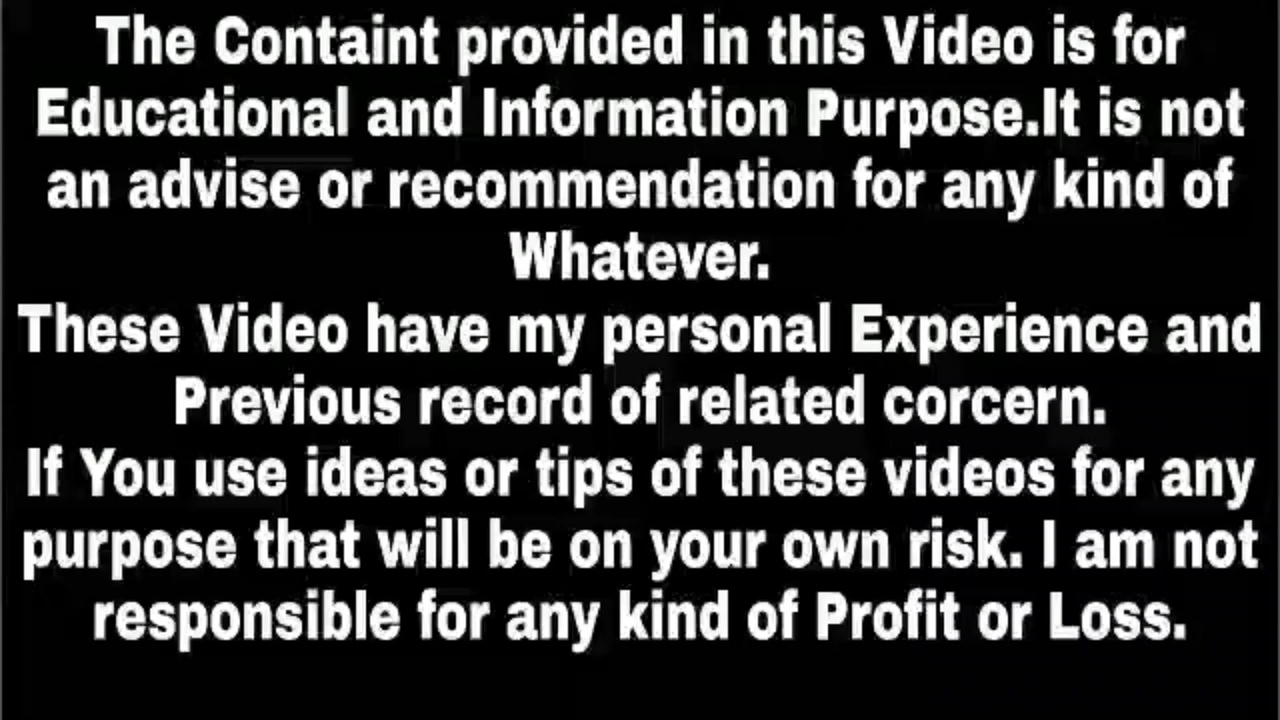 The Containt provided in this Video is for
Educational and Information Purpose.It is not
an advise or recommendation for any kind of
Whatever.
These Video have my personal Experience and
Previous record of related corcern.
If You use ideas or tips of these videos for any
purpose that will be on your own risk. I am not
responsible for any kind of Profit or Loss.